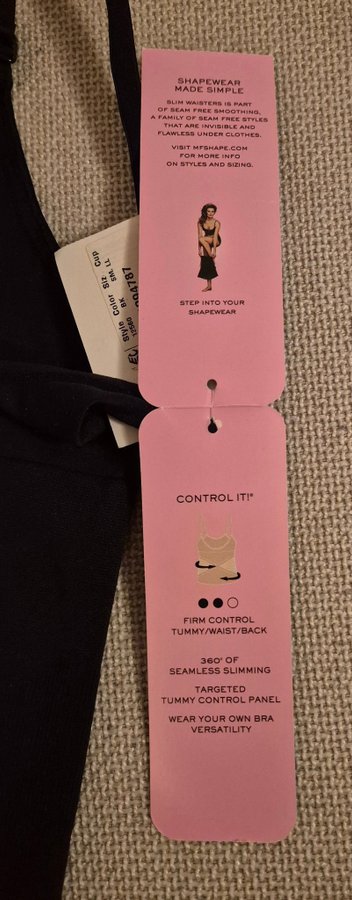 SHAPEWEAR
MADE SIMPLE
SLIM WAISTERS IS PART
OF SEAM FREE SMOOTHING,
A FAMILY OF SEAM FREE STYLES
THAT ARE INVISIBLE AND
FLAWLESS UNDER CLOTHES.
VISIT MFSHAPE.COM
FOR MORE INFO
ON STYLES AND SIZING.
STEP INTO YOUR
SHAPEWEAR
Style Color Siz. Cup
12560 BK
CONTROL IT!®
FIRM CONTROL
TUMMY/WAIST/BACK
360° OF
SEAMLESS SLIMMING
TARGETED
TUMMY CONTROL PANEL
WEAR YOUR OWN BRA
VERSATILITY